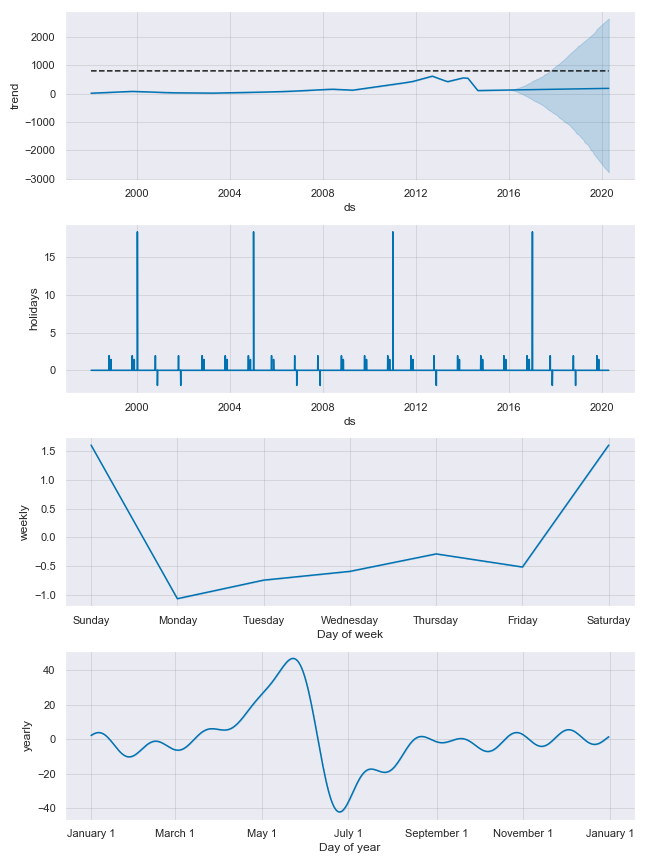 2000
1000
0
−1000
−2000
−3000
trend
2000 2004 2008 2012 2016 2020
ds
15
10
5
0
holidays
2000 2004 2008 2012 2016 2020
ds
1.5
1.0
0.5
0.0
−0.5
−1.0
weekly
Sunday Monday Tuesday Wednesday Thursday Friday Saturday
Day of week
40
20
0
−20
−40
yearly
January 1 March 1 May 1 July 1 September 1 November 1 January 1
Day of year